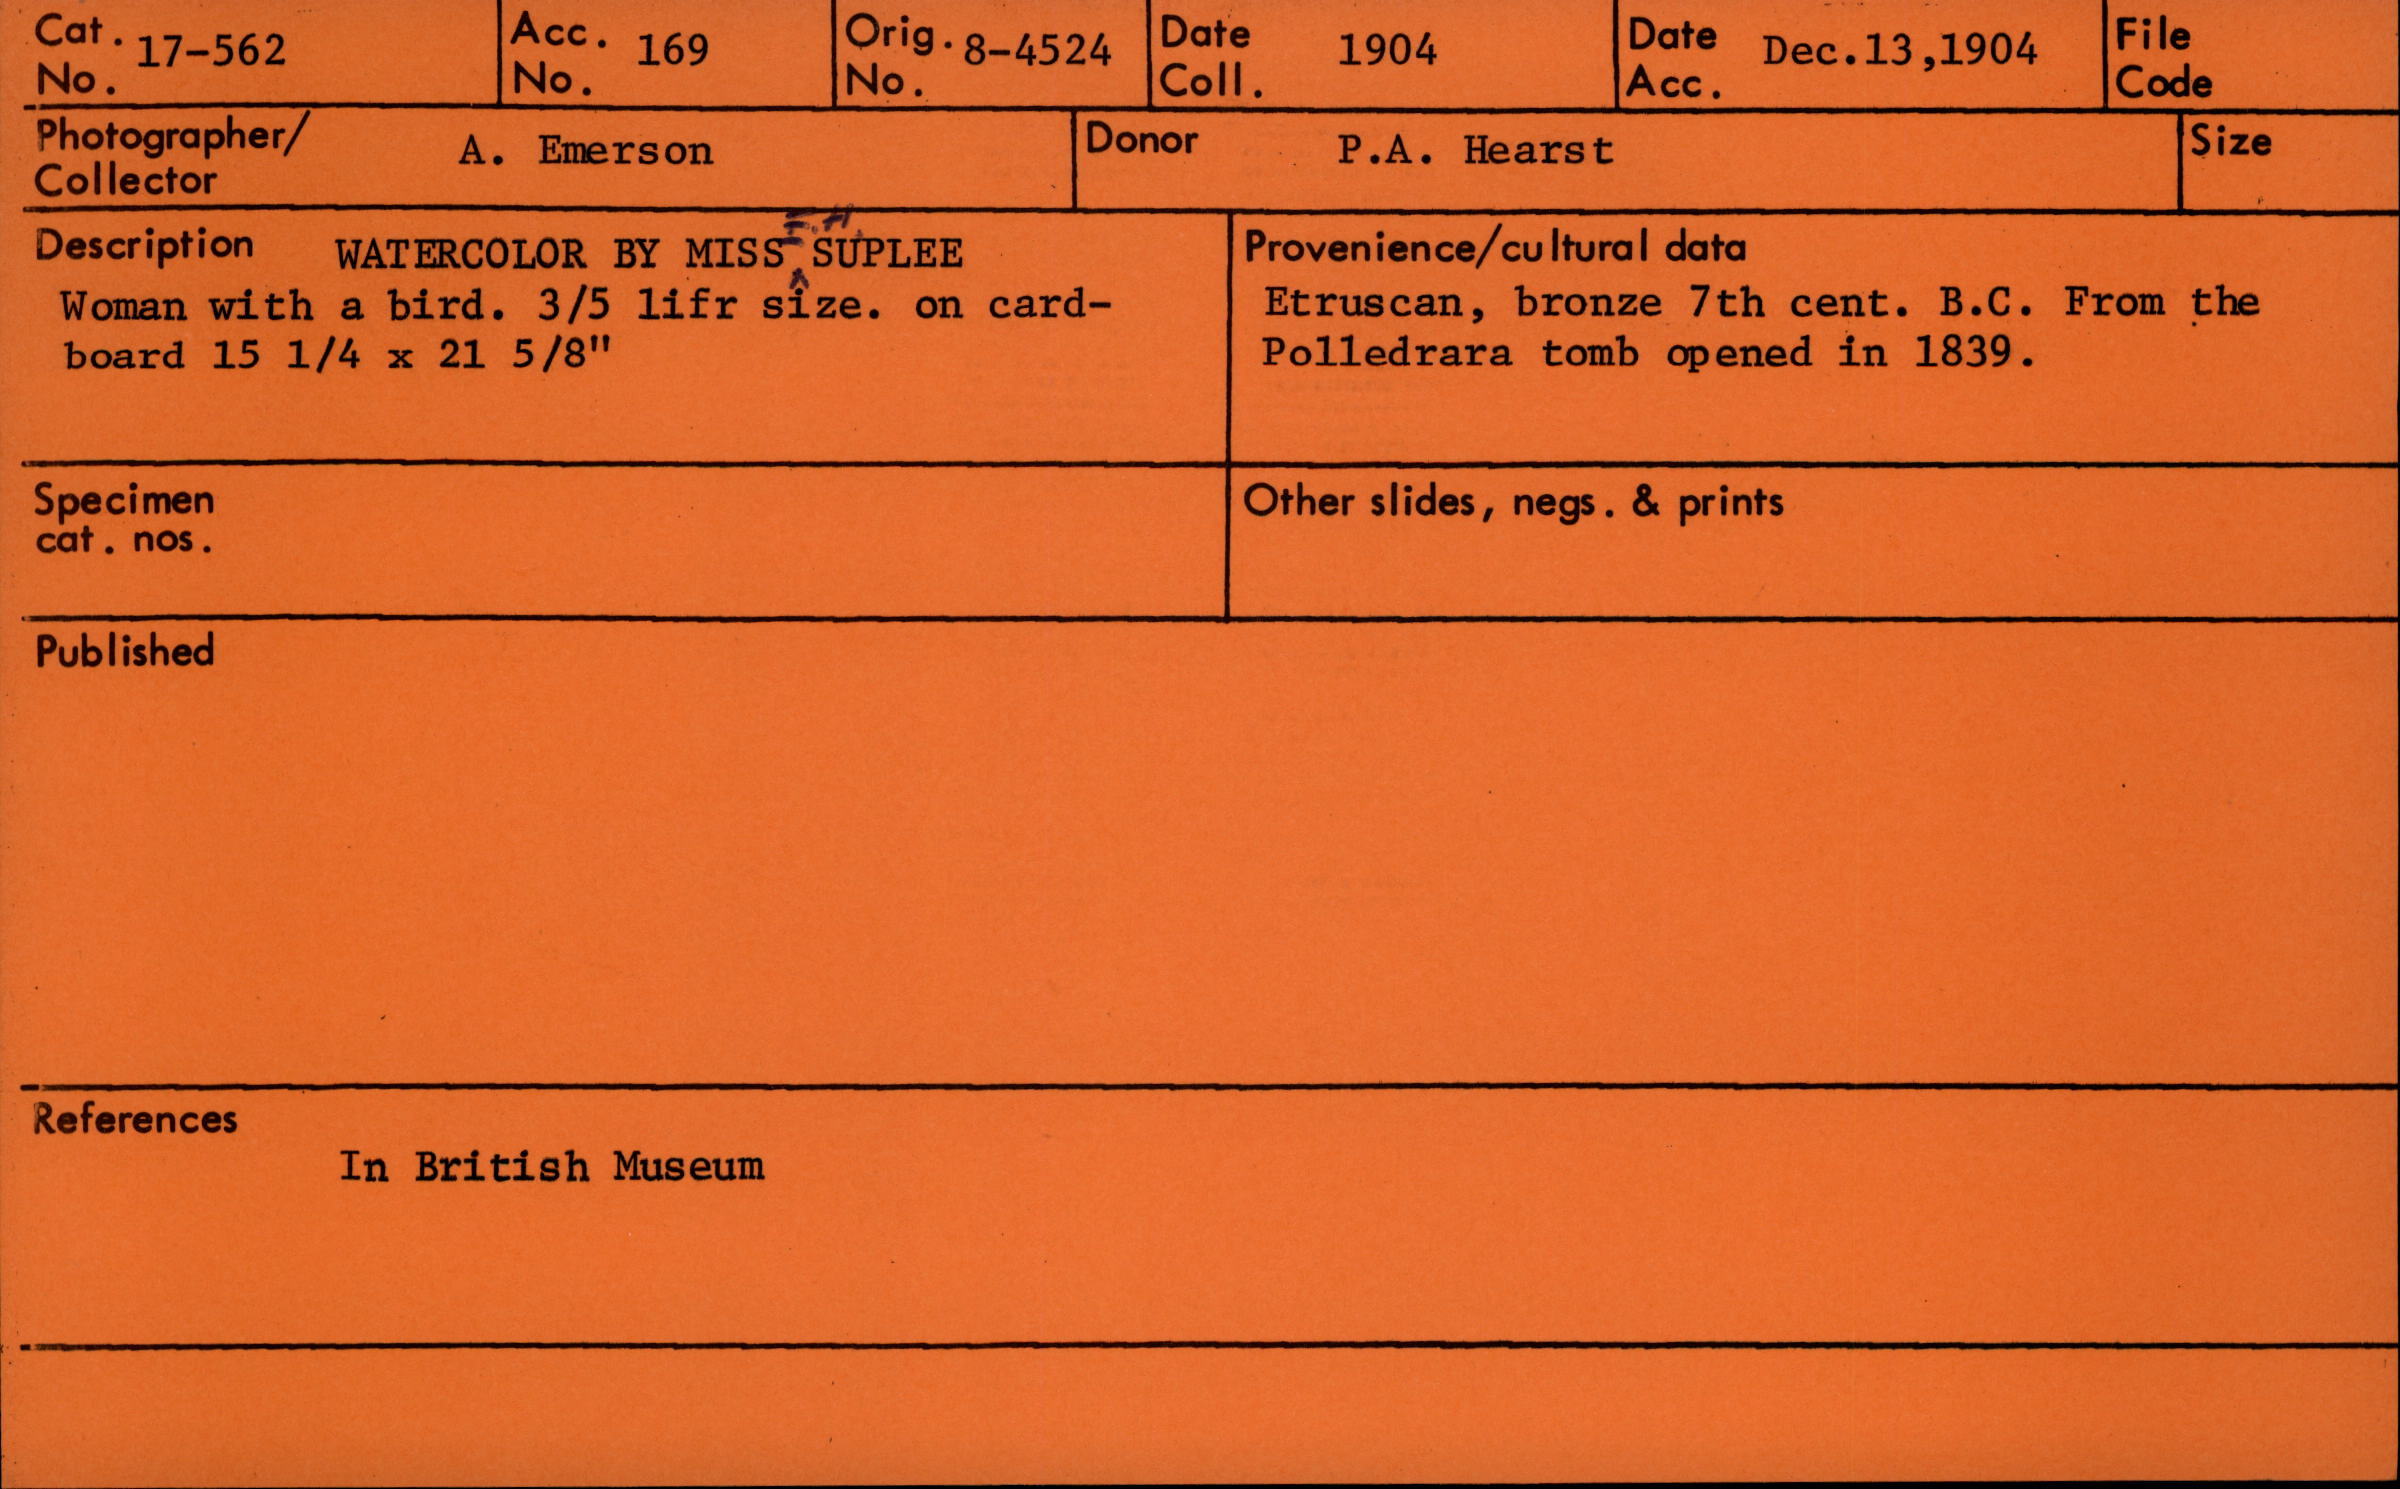 Cat. No. 17-562
Acc. No. 169
Orig. No. 8-4524
Date Coll. 1904
Date Acc. Dec.13,1904
File Code
Photographer/ Collector A. Emerson
Donor P.A. Hearst
Size
Description WATERCOLOR BY MISS F.H. SUPLEE
Woman with a bird. 3/5 lifr size. on card-
board 15 1/4 x 21 5/8"
Provenience/cultural data
Etruscan, bronze 7th cent. B.C. From the
Polledrara tomb opened in 1839.
Specimen
cat. nos.
Other slides, negs. & prints
Published
References
In British Museum